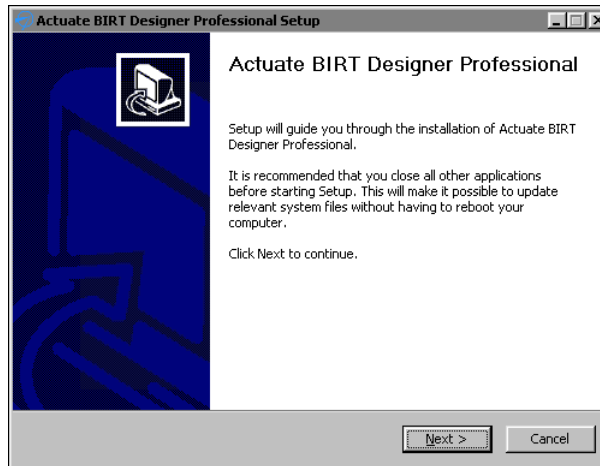 Actuate BIRT Designer Professional Setup
Actuate BIRT Designer Professional
Setup will guide you through the installation of Actuate BIRT
Designer Professional.
It is recommended that you close all other applications
before starting Setup. This will make it possible to update
relevant system files without having to reboot your
computer.
Click Next to continue.
Next >
Cancel